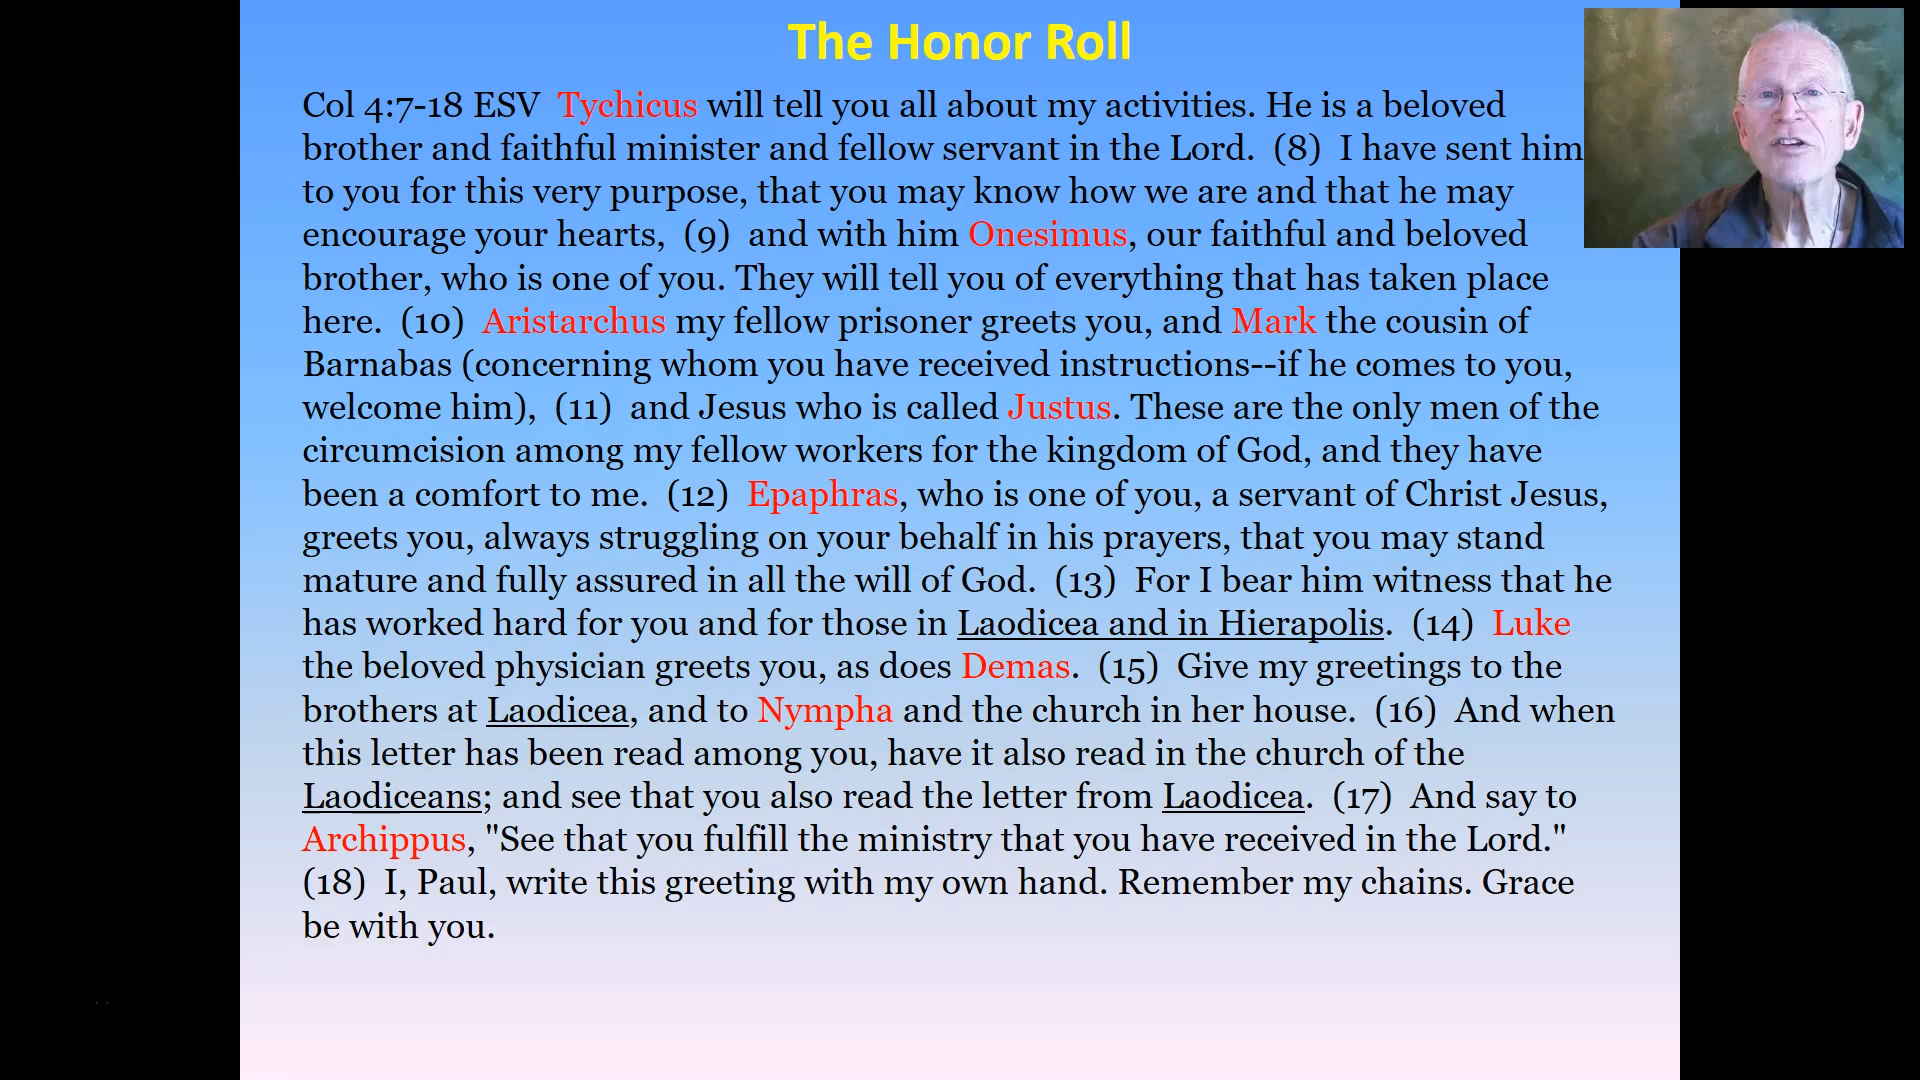 The Honor Roll
Col 4:7-18 ESV  Tychicus will tell you all about my activities. He is a beloved
brother and faithful minister and fellow servant in the Lord.  (8)  I have sent him
to you for this very purpose, that you may know how we are and that he may
encourage your hearts,  (9)  and with him Onesimus, our faithful and beloved
brother, who is one of you. They will tell you of everything that has taken place
here.  (10)  Aristarchus my fellow prisoner greets you, and Mark the cousin of
Barnabas (concerning whom you have received instructions--if he comes to you,
welcome him),  (11)  and Jesus who is called Justus. These are the only men of the
circumcision among my fellow workers for the kingdom of God, and they have
been a comfort to me.  (12)  Epaphras, who is one of you, a servant of Christ Jesus,
greets you, always struggling on your behalf in his prayers, that you may stand
mature and fully assured in all the will of God.  (13)  For I bear him witness that he
has worked hard for you and for those in Laodicea and in Hierapolis.  (14)  Luke
the beloved physician greets you, as does Demas.  (15)  Give my greetings to the
brothers at Laodicea, and to Nympha and the church in her house.  (16)  And when
this letter has been read among you, have it also read in the church of the
Laodiceans; and see that you also read the letter from Laodicea.  (17)  And say to
Archippus, "See that you fulfill the ministry that you have received in the Lord."
(18)  I, Paul, write this greeting with my own hand. Remember my chains. Grace
be with you.